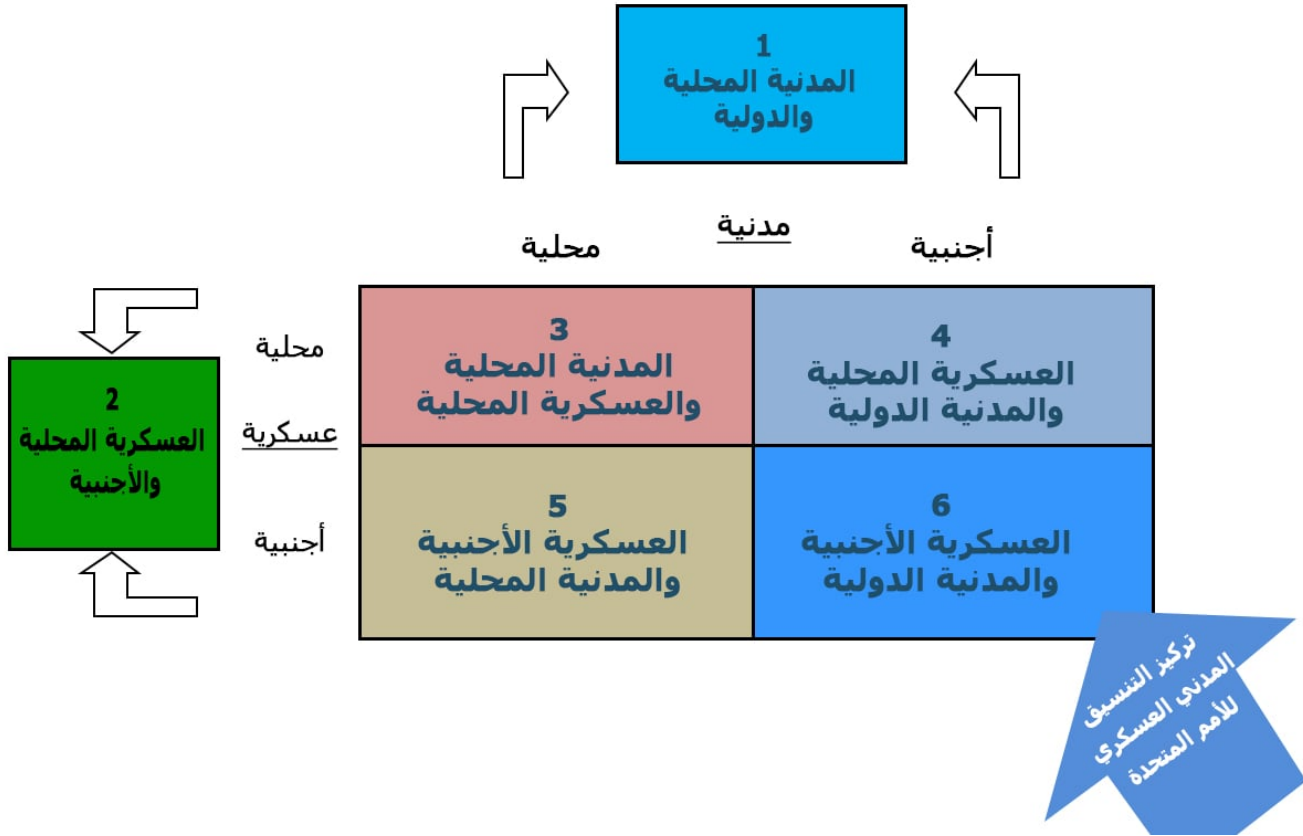 1
المدنية المحلية
والدولية
مدنية
أجنبية
محلية
محلية
عسكرية
أجنبية
2
العسكرية المحلية
والأجنبية
3
المدنية المحلية
والعسكرية المحلية
4
العسكرية المحلية
والمدنية الدولية
5
العسكرية الأجنبية
والمدنية المحلية
6
العسكرية الأجنبية
والمدنية الدولية
تركيز التنسيق
المدني العسكري
للأمم المتحدة